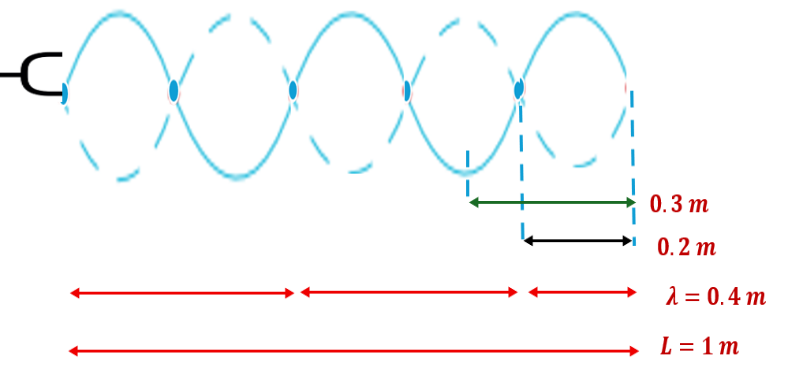 0.3 m
0.2 m
λ = 0.4 m
L = 1 m